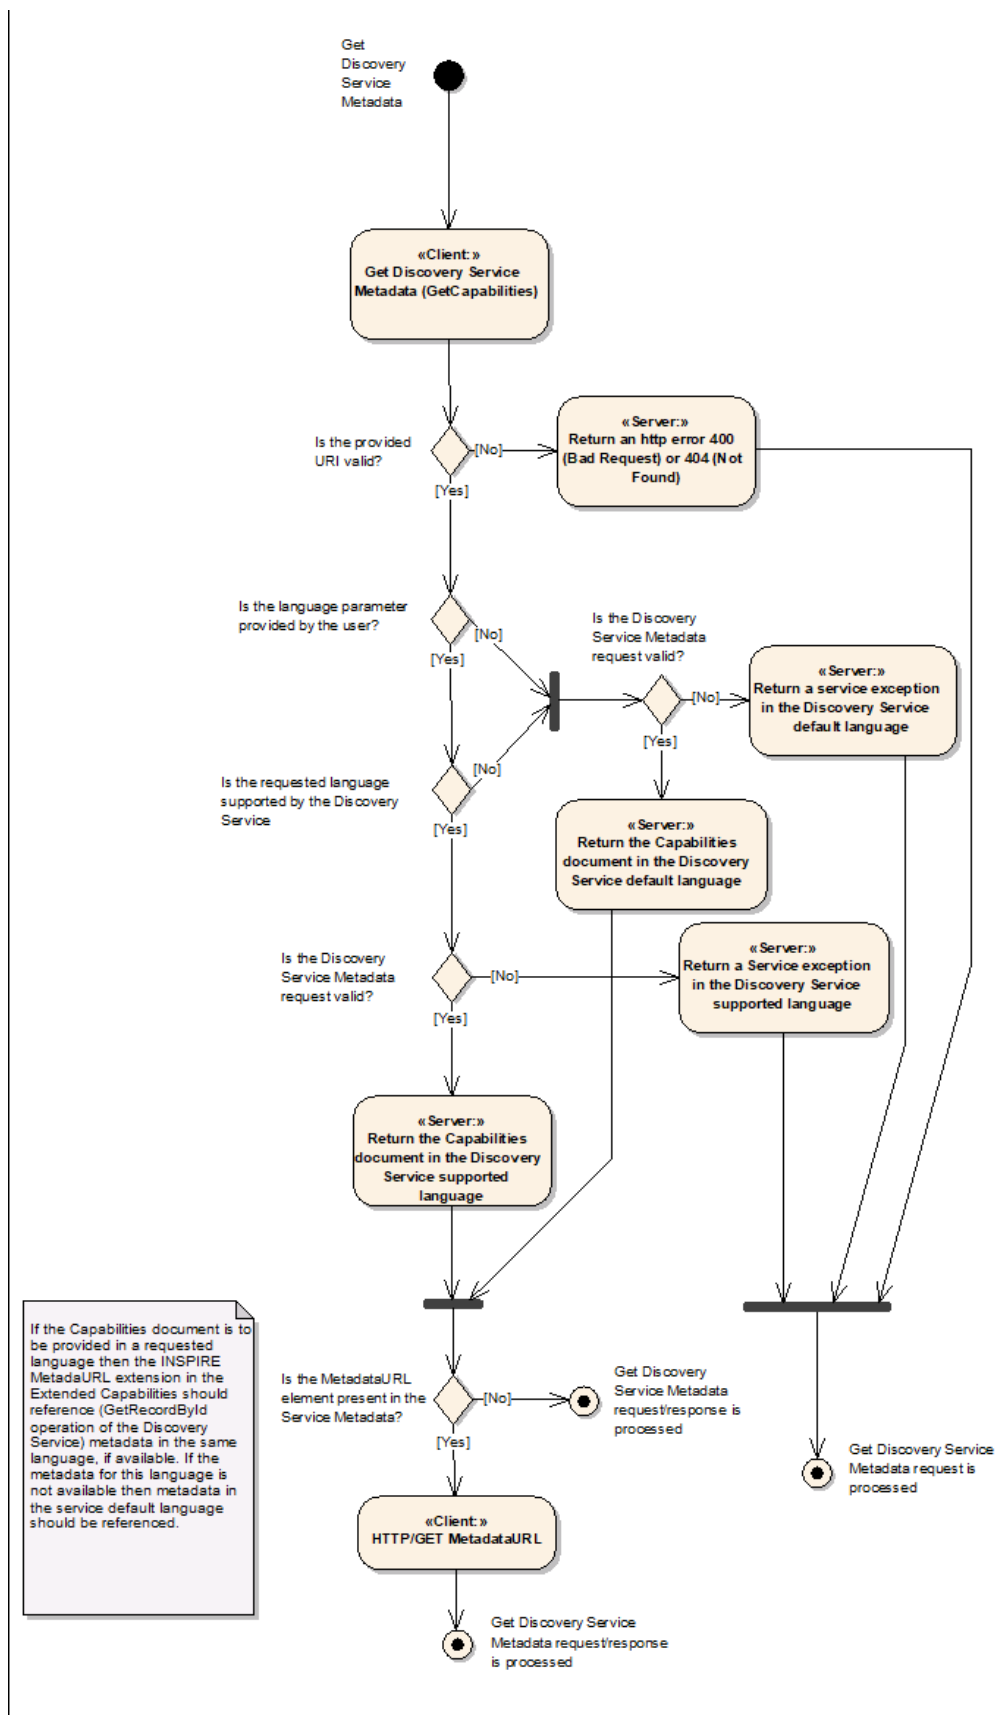 Get
Discovery
Service
Metadata
«Client:»
Get Discovery Service
Metadata (GetCapabilities)
Is the provided
URI valid?
[No]
[Yes]
«Server:»
Return an http error 400
(Bad Request) or 404 (Not
Found)
Is the language parameter
provided by the user?
[No]
[Yes]
Is the Discovery
Service Metadata
request valid?
[No]
[Yes]
«Server:»
Return a service exception
in the Discovery Service
default language
Is the requested language
supported by the Discovery
Service
[No]
[Yes]
«Server:»
Return the Capabilities
document in the Discovery
Service default language
Is the Discovery
Service Metadata
request valid?
[No]
[Yes]
«Server:»
Return a Service exception
in the Discovery Service
supported language
«Server:»
Return the Capabilities
document in the Discovery
Service supported
language
If the Capabilities document is to
be provided in a requested
language then the INSPIRE
MetadaURL extension in the
Extended Capabilities should
reference (GetRecordById
operation of the Discovery
Service) metadata in the same
language, if available. If the
metadata for this language is
not available then metadata in
the service default language
should be referenced.
Is the MetadataURL
element present in the
Service Metadata?
[No]
[Yes]
Get Discovery
Service Metadata
request/response is
processed
Get Discovery Service
Metadata request is
processed
«Client:»
HTTP/GET MetadataURL
Get Discovery Service
Metadata request/response
is processed